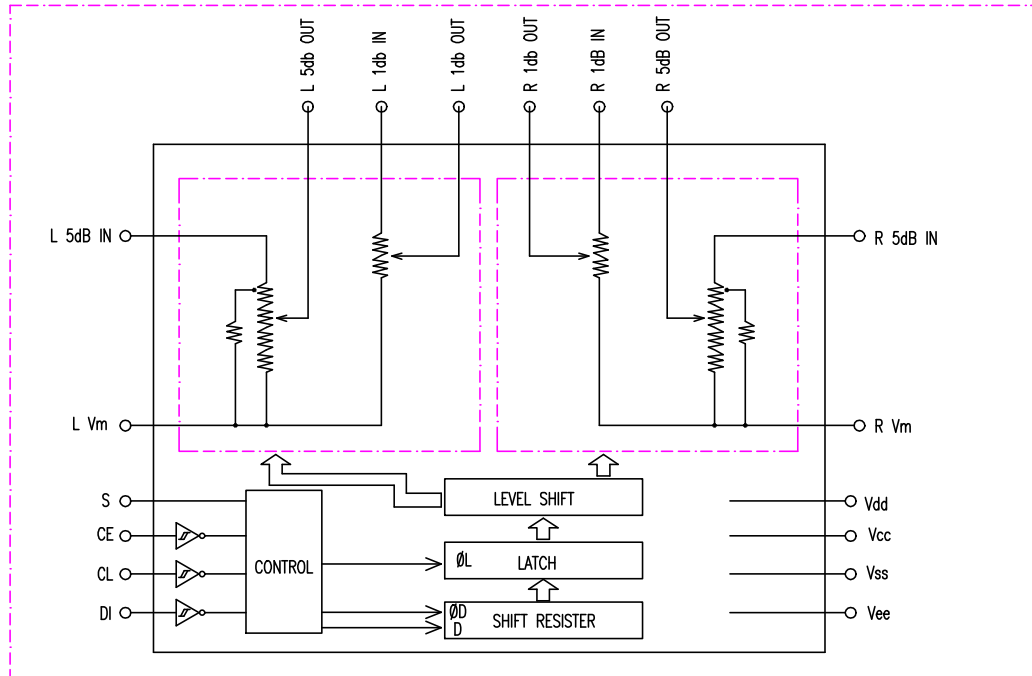 L 5db OUT
L 1db IN
L 1db OUT
R 1db OUT
R 1dB IN
R 5dB OUT
L 5dB IN
R 5dB IN
L Vm
R Vm
S
LEVEL SHIFT
Vdd
CE
Vcc
CONTROL
ØL LATCH
CL
Vss
DI
ØD
D
SHIFT RESISTER
Vee